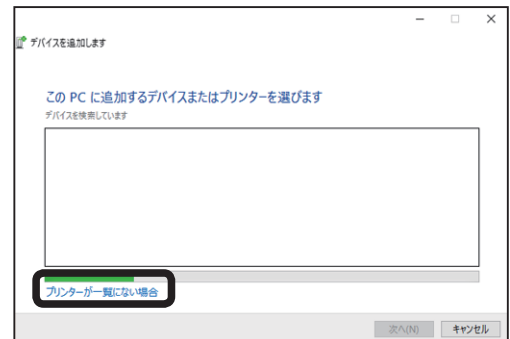 デバイスを追加します
この PC に追加するデバイスまたはプリンターを選びます
デバイスを検索しています
プリンターが一覧にない場合
次へ(N) キャンセル